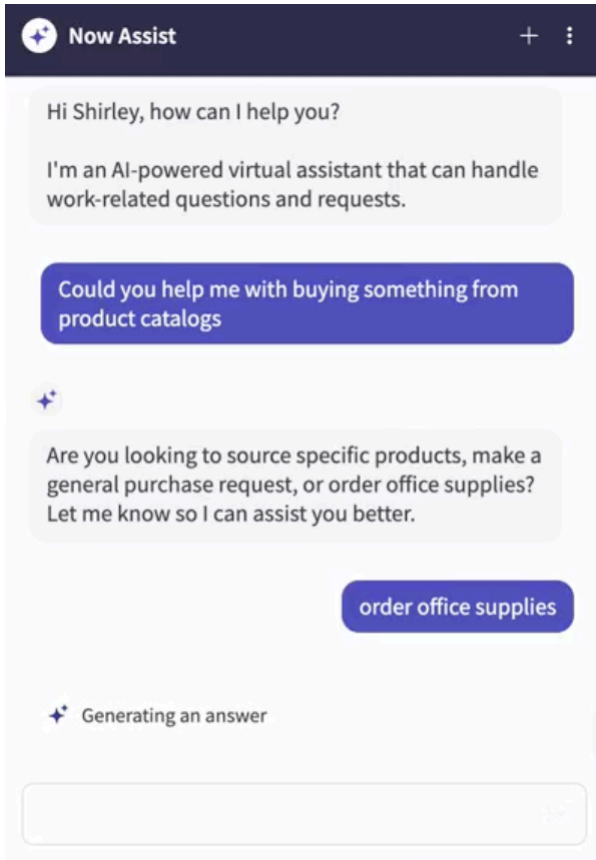 Now Assist
Hi Shirley, how can I help you?
I'm an AI-powered virtual assistant that can handle
work-related questions and requests.
Could you help me with buying something from
product catalogs
Are you looking to source specific products, make a
general purchase request, or order office supplies?
Let me know so I can assist you better.
order office supplies
Generating an answer